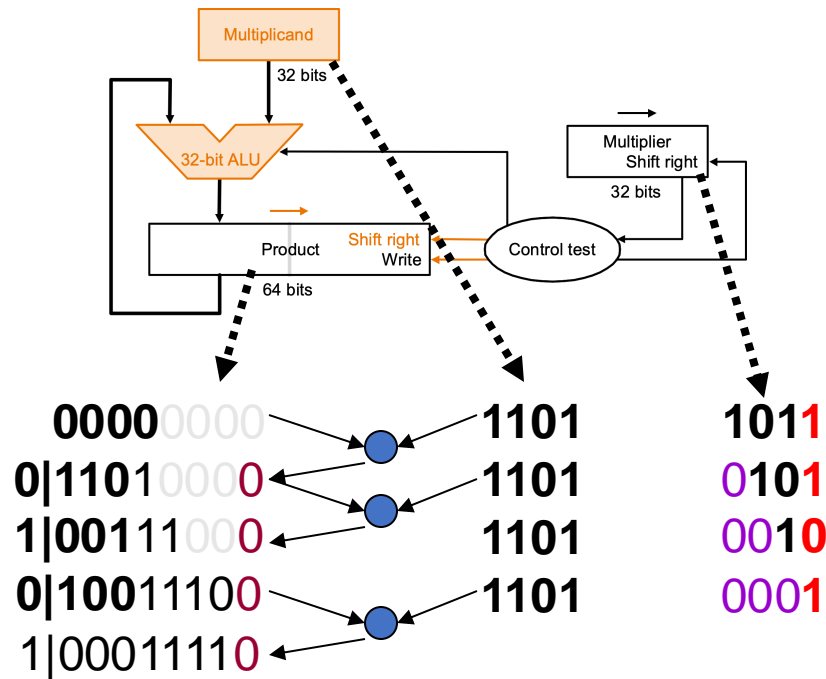 Multiplicand
32 bits
32-bit ALU
Multiplier
Shift right
32 bits
Product
Shift right
Write
64 bits
Control test
00000000 1101 1011
0|11010000 1101 0101
1|00111000 1101 0010
0|10011100 1101 0001
1|00011110